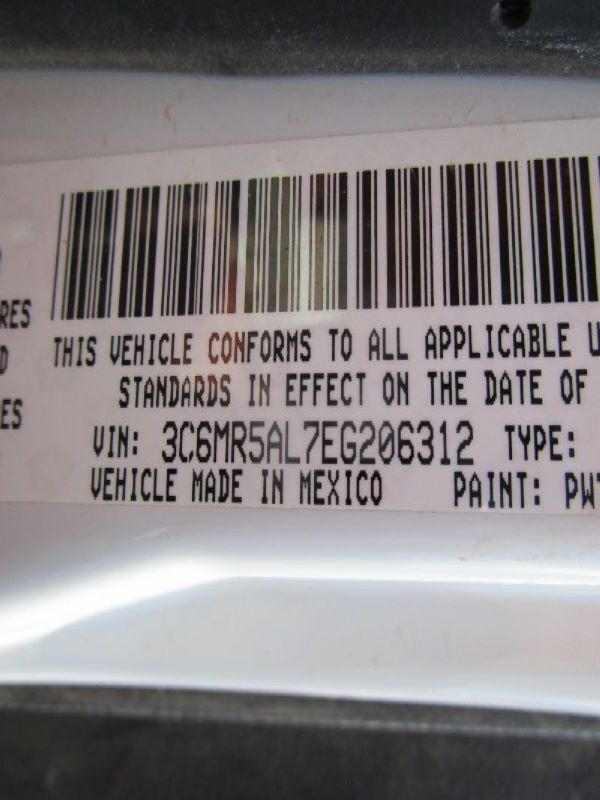 RES
D
ES
THIS VEHICLE CONFORMS TO ALL APPLICABLE U
STANDARDS IN EFFECT ON THE DATE OF
VIN: 3C6MR5AL7EG206312 TYPE:
VEHICLE MADE IN MEXICO PAINT: PW7